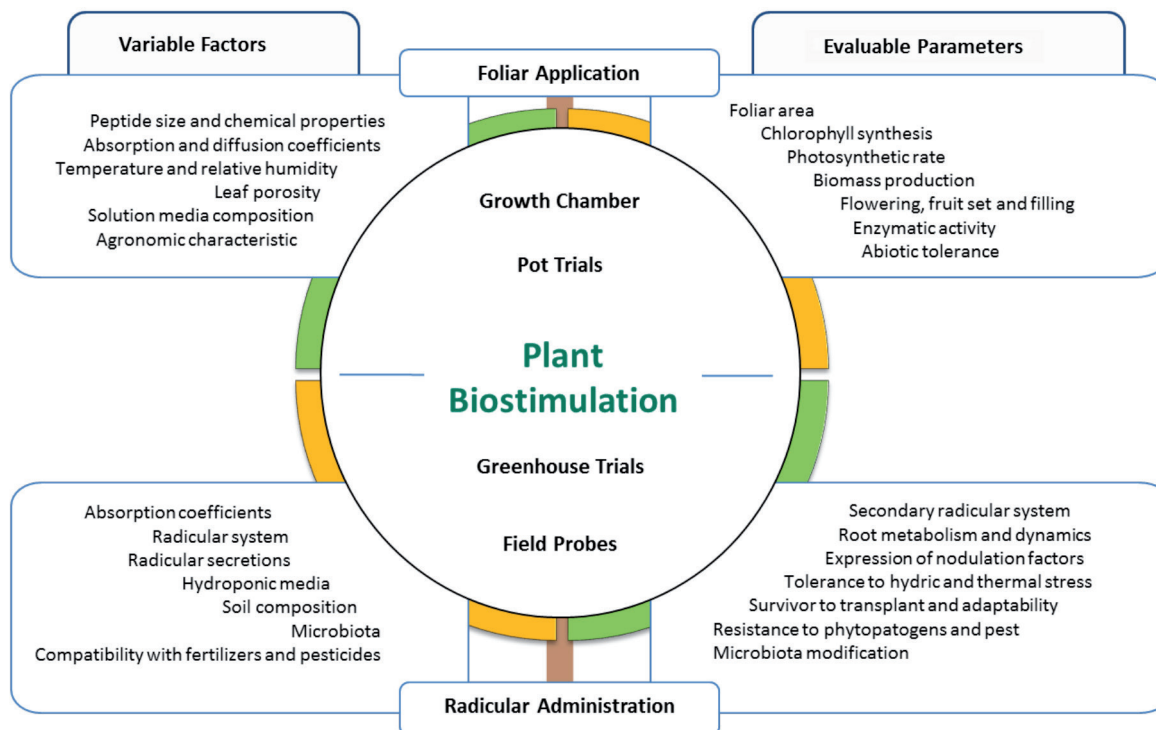 Variable Factors
Foliar Application
Evaluable Parameters
Peptide size and chemical properties
Absorption and diffusion coefficients
Temperature and relative humidity
Leaf porosity
Solution media composition
Agronomic characteristic
Foliar area
Chlorophyll synthesis
Photosynthetic rate
Biomass production
Flowering, fruit set and filling
Enzymatic activity
Abiotic tolerance
Growth Chamber
Pot Trials
Plant
Biostimulation
Greenhouse Trials
Field Probes
Absorption coefficients
Radicular system
Radicular secretions
Hydroponic media
Soil composition
Microbiota
Compatibility with fertilizers and pesticides
Secondary radicular system
Root metabolism and dynamics
Expression of nodulation factors
Tolerance to hydric and thermal stress
Survivor to transplant and adaptability
Resistance to phytopatogens and pest
Microbiota modification
Radicular Administration